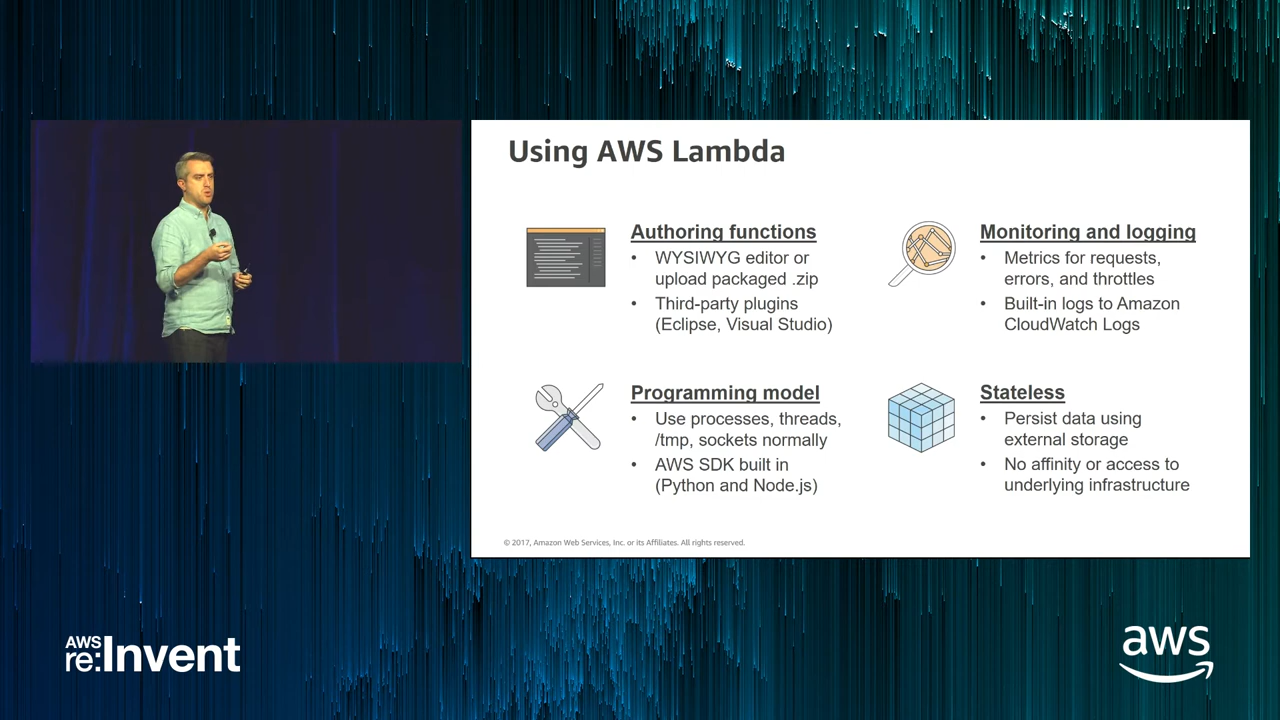 Using AWS Lambda
Authoring functions
• WYSIWYG editor or
upload packaged .zip
• Third-party plugins
(Eclipse, Visual Studio)
Monitoring and logging
• Metrics for requests,
errors, and throttles
• Built-in logs to Amazon
CloudWatch Logs
Programming model
• Use processes, threads,
/tmp, sockets normally
• AWS SDK built in
(Python and Node.js)
Stateless
• Persist data using
external storage
• No affinity or access to
underlying infrastructure
© 2017, Amazon Web Services, Inc. or its Affiliates. All rights reserved.
AWS
re:Invent
aws